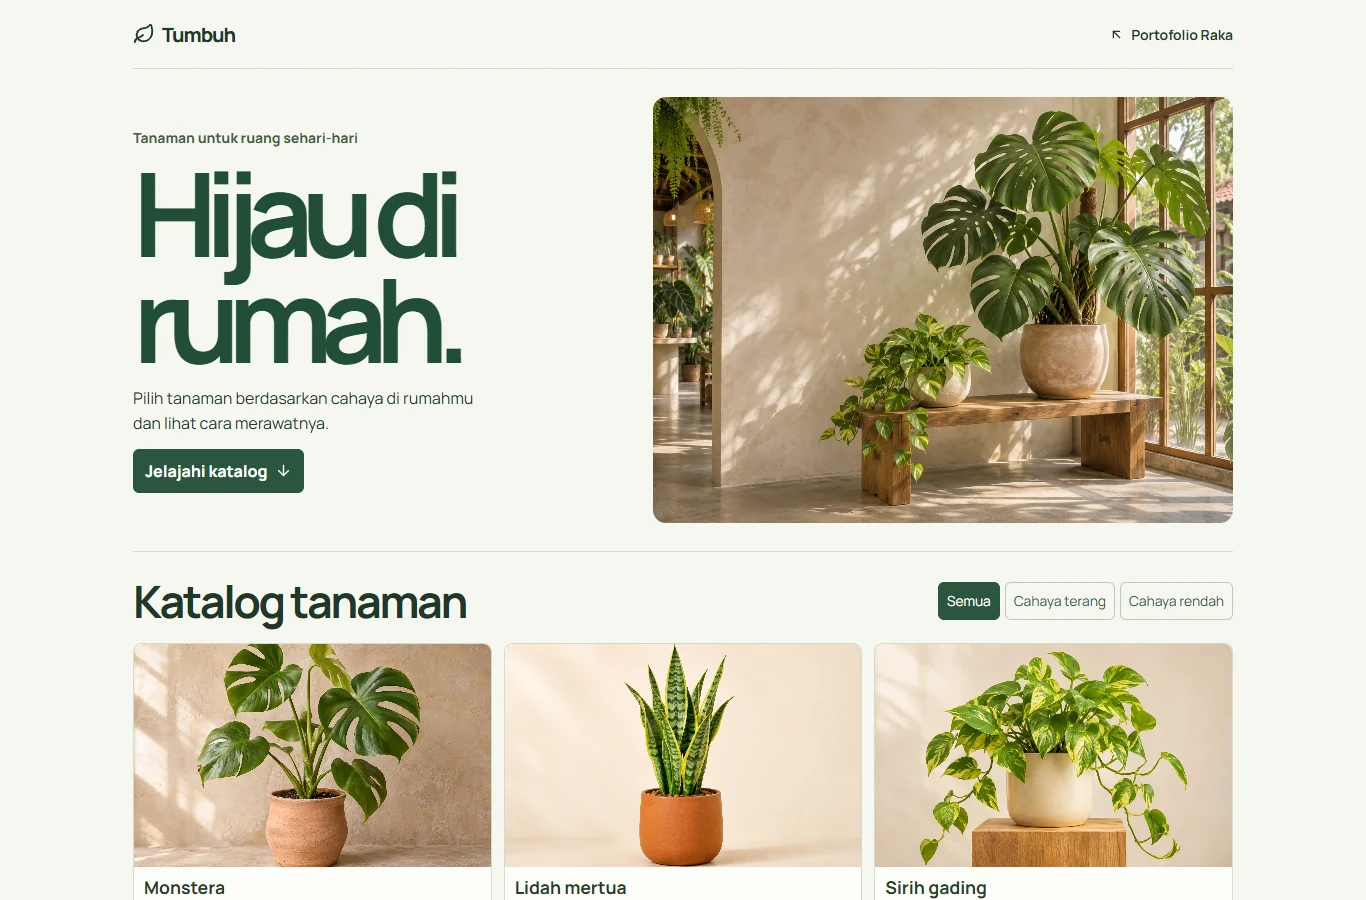 Tumbuh
Portofolio Raka
Tanaman untuk ruang sehari-hari
Hijau di
rumah.
Pilih tanaman berdasarkan cahaya di rumahmu
dan lihat cara merawatnya.
Jelajahi katalog
Katalog tanaman
Semua
Cahaya terang
Cahaya rendah
Monstera
Lidah mertua
Sirih gading